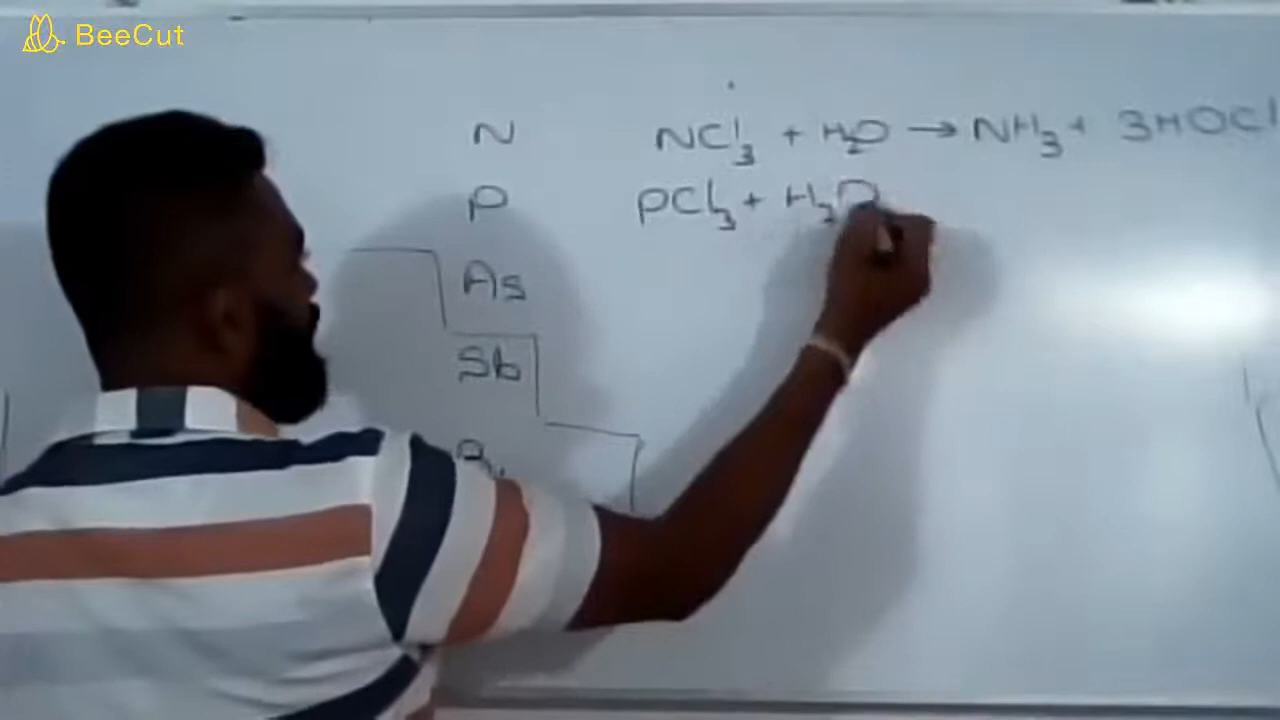 BeeCut
N NCl3 + H2O → NH3 + 3HOCl
P PCl3 + H2O
As
Sb